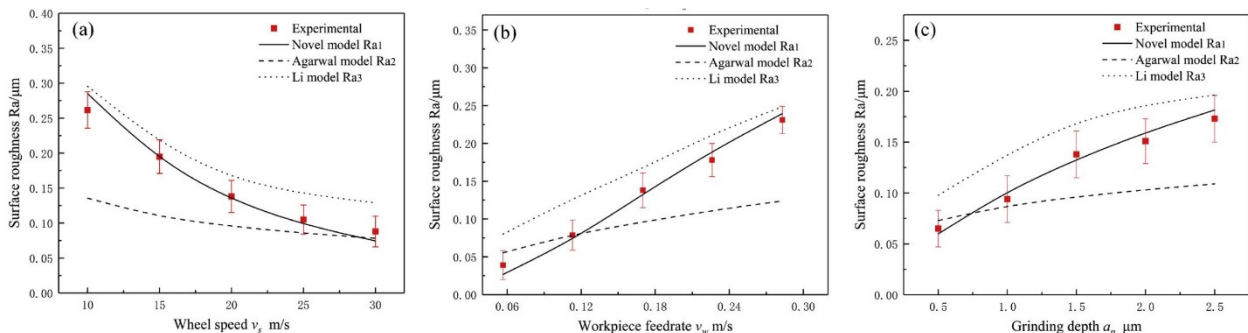 (a)
Experimental
Novel model Ra1
Agarwal model Ra2
Li model Ra3
Surface roughness Ra/μm
0.40
0.35
0.30
0.25
0.20
0.15
0.10
0.05
0.00
10 15 20 25 30
Wheel speed vs m/s
(b)
Experimental
Novel model Ra1
Agarwal model Ra2
Li model Ra3
Surface roughness Ra/μm
0.40
0.35
0.30
0.25
0.20
0.15
0.10
0.05
0.00
0.06 0.12 0.18 0.24 0.30
Workpiece feedrate vw m/s
(c)
Experimental
Novel model Ra1
Agarwal model Ra2
Li model Ra3
Surface roughness Ra/μm
0.25
0.20
0.15
0.10
0.05
0.00
0.5 1.0 1.5 2.0 2.5
Grinding depth ap μm